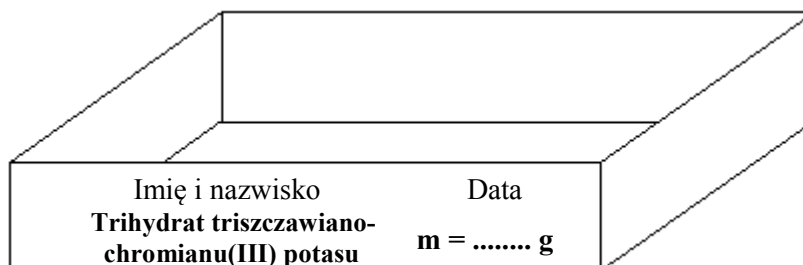 Imię i nazwisko Data
Trihydrat triszczawiano-
chromianu(III) potasu m = ........ g